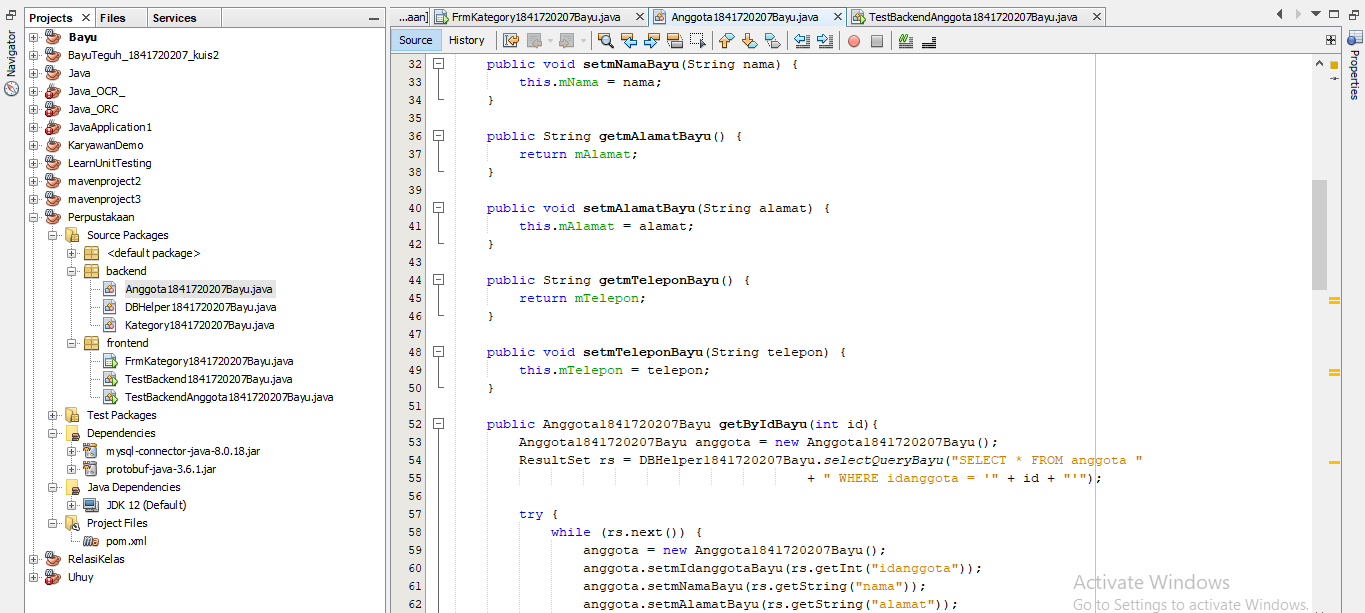 Projects
Files
Services
Navigator
Bayu
BayuTeguh_1841720207_kuis2
Java
Java_OCR_
Java_ORC
JavaApplication1
KaryawanDemo
LearnUnitTesting
mavenproject2
mavenproject3
Perpustakaan
Source Packages
<default package>
backend
Anggota1841720207Bayu.java
DBHelper1841720207Bayu.java
Kategory1841720207Bayu.java
frontend
FrmKategory1841720207Bayu.java
TestBackend1841720207Bayu.java
TestBackendAnggota1841720207Bayu.java
Test Packages
Dependencies
mysql-connector-java-8.0.18.jar
protobuf-java-3.6.1.jar
Java Dependencies
JDK 12 (Default)
Project Files
pom.xml
RelasiKelas
Uhuy
...aan]
FrmKategory1841720207Bayu.java
Anggota1841720207Bayu.java
TestBackendAnggota1841720207Bayu.java
Source
History
32 public void setmNamaBayu(String nama) {
33 this.mNama = nama;
34 }
35
36 public String getmAlamatBayu() {
37 return mAlamat;
38 }
39
40 public void setmAlamatBayu(String alamat) {
41 this.mAlamat = alamat;
42 }
43
44 public String getmTeleponBayu() {
45 return mTelepon;
46 }
47
48 public void setmTeleponBayu(String telepon) {
49 this.mTelepon = telepon;
50 }
51
52 public Anggota1841720207Bayu getByIdBayu(int id){
53 Anggota1841720207Bayu anggota = new Anggota1841720207Bayu();
54 ResultSet rs = DBHelper1841720207Bayu.selectQueryBayu("SELECT * FROM anggota "
55 + " WHERE idanggota = '" + id + "'");
56
57 try {
58 while (rs.next()) {
59 anggota = new Anggota1841720207Bayu();
60 anggota.setmIdanggotaBayu(rs.getInt("idanggota"));
61 anggota.setmNamaBayu(rs.getString("nama"));
62 anggota.setmAlamatBayu(rs.getString("alamat"));
Properties
Activate Windows
Go to Settings to activate Windows.